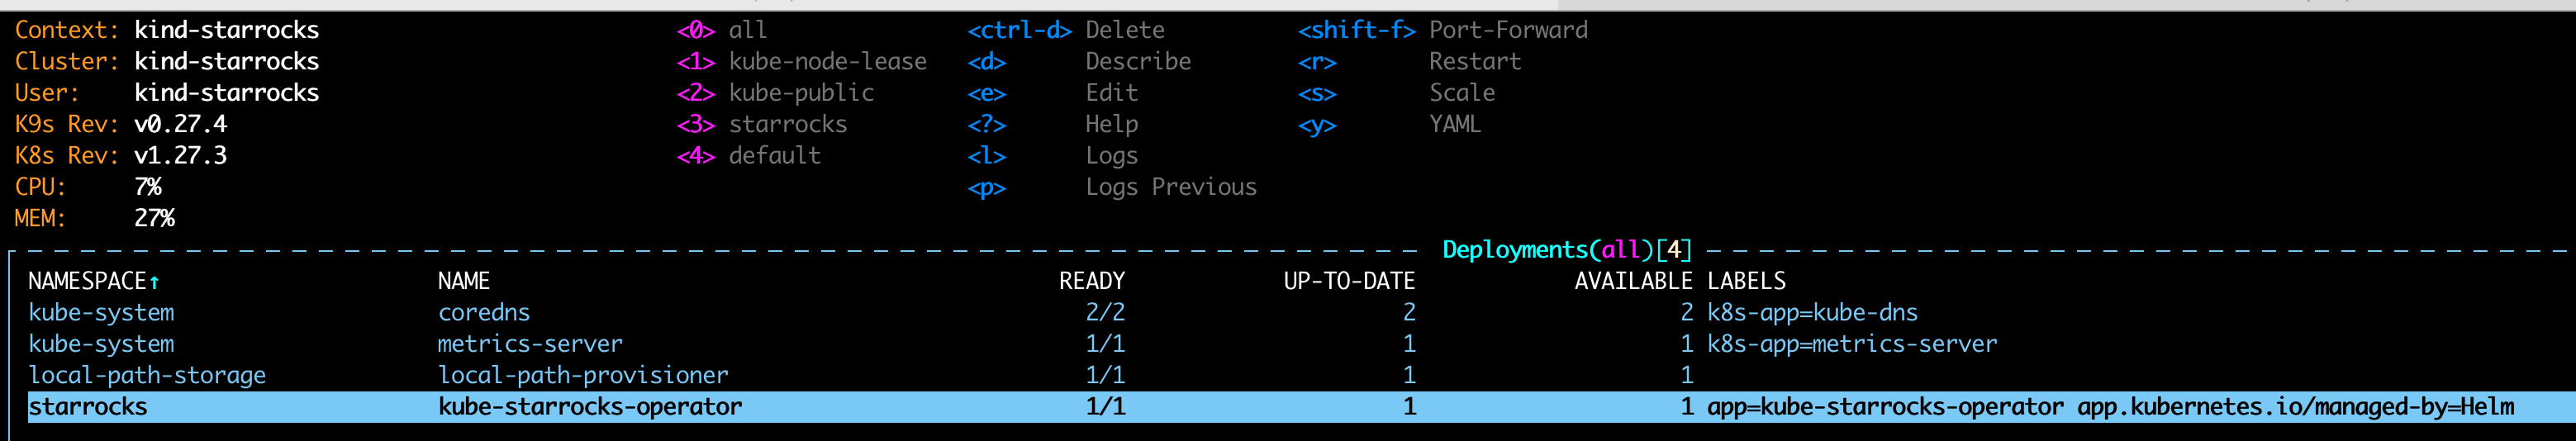 Context: kind-starrocks <0> all <ctrl-d> Delete <shift-f> Port-Forward
Cluster: kind-starrocks <1> kube-node-lease <d> Describe <r> Restart
User: kind-starrocks <2> kube-public <e> Edit <s> Scale
K9s Rev: v0.27.4 <3> starrocks <?> Help <y> YAML
K8s Rev: v1.27.3 <4> default <l> Logs
CPU: 7% <p> Logs Previous
MEM: 27%
Deployments(all)[4]
NAMESPACE↑ NAME READY UP-TO-DATE AVAILABLE LABELS
kube-system coredns 2/2 2 2 k8s-app=kube-dns
kube-system metrics-server 1/1 1 1 k8s-app=metrics-server
local-path-storage local-path-provisioner 1/1 1 1
starrocks kube-starrocks-operator 1/1 1 1 app=kube-starrocks-operator app.kubernetes.io/managed-by=Helm